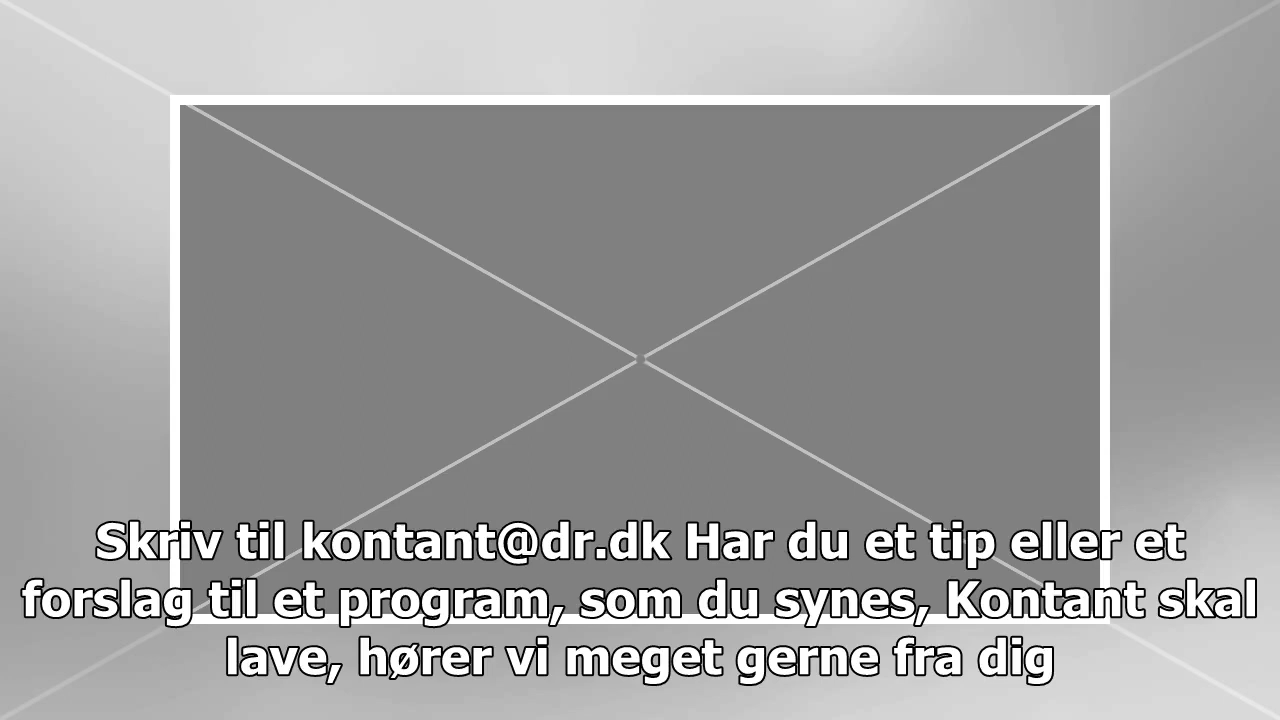 Skriv til kontant@dr.dk Har du et tip eller et
forslag til et program, som du synes, Kontant skal
lave, hører vi meget gerne fra dig